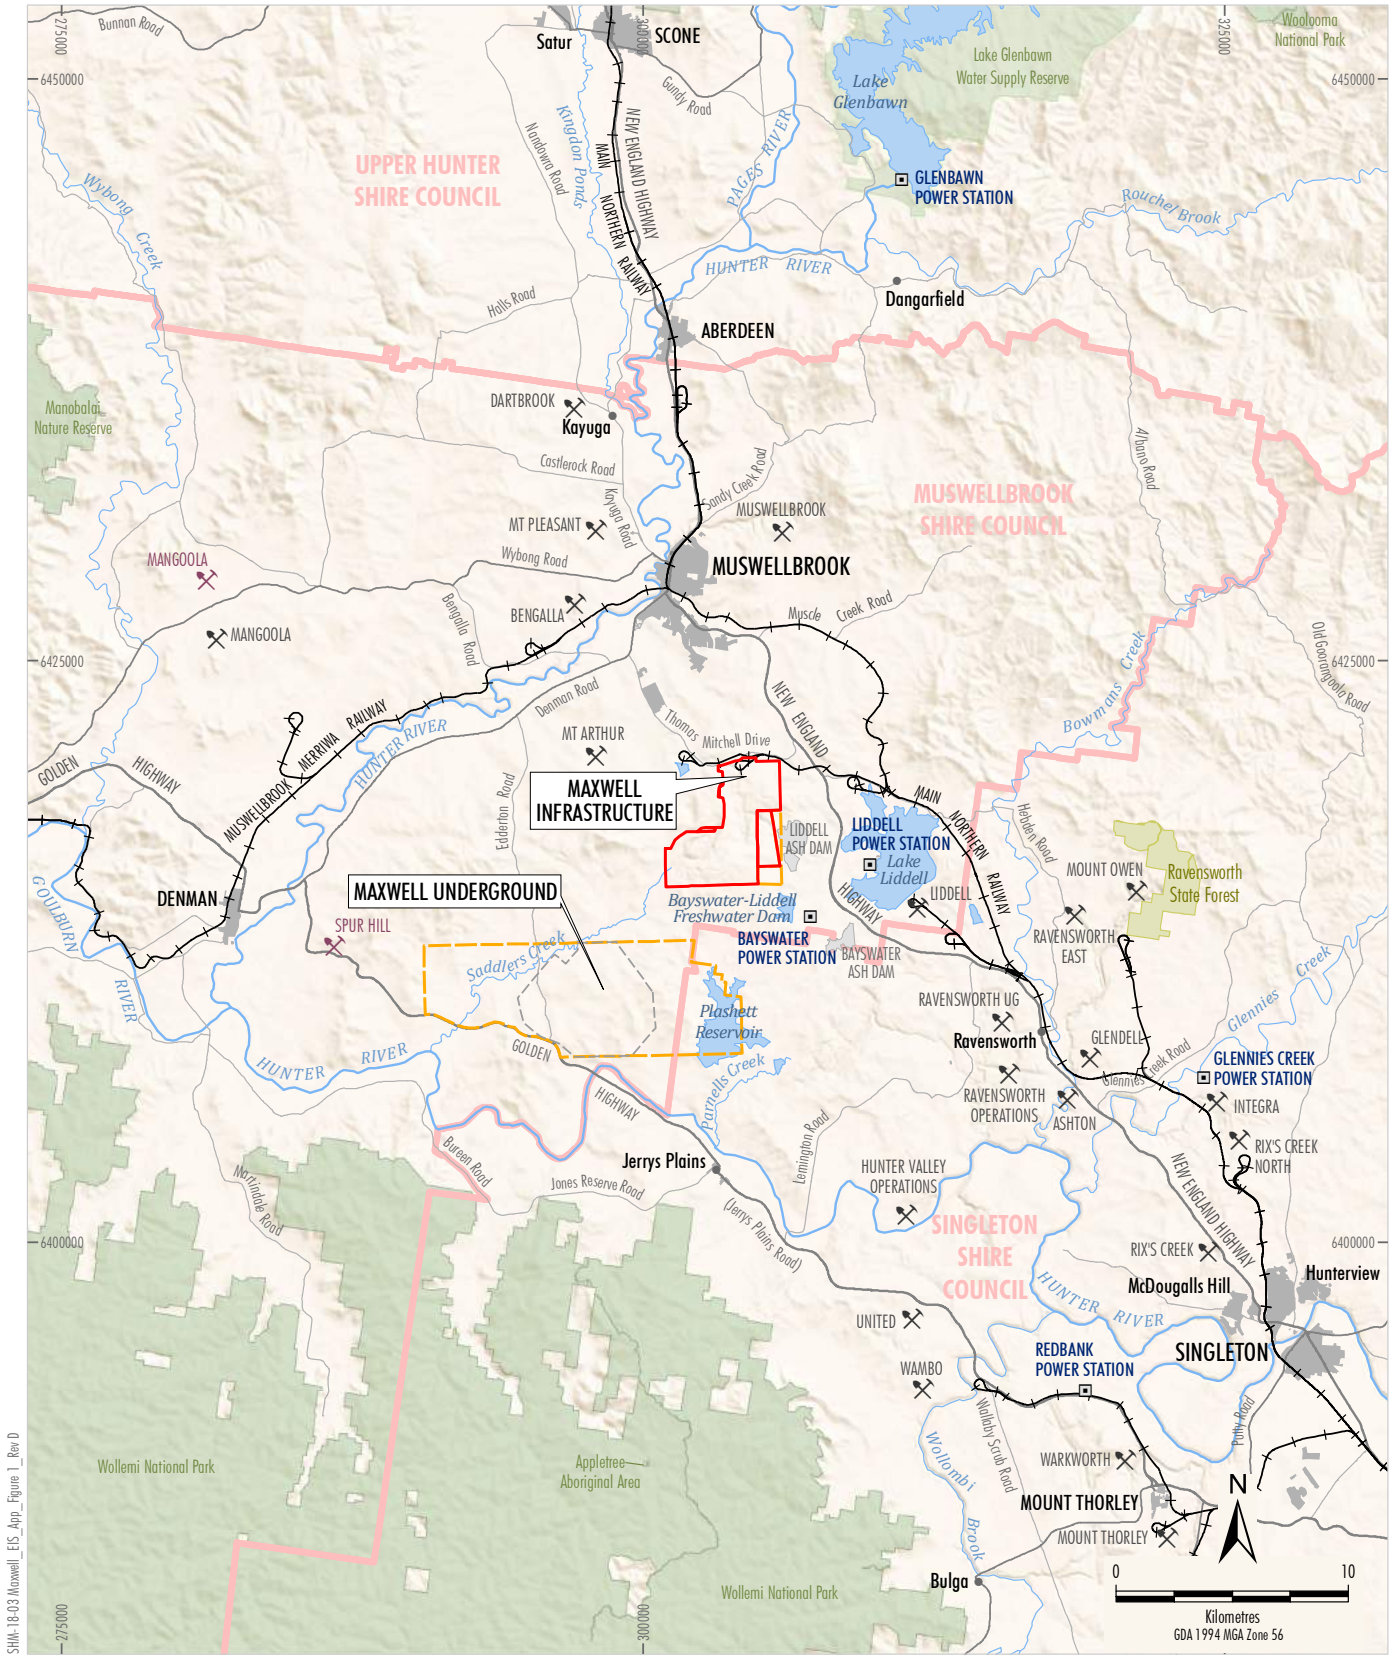 275000
300000
325000
Bunnan Road
Satur
SCONE
Woolooma
National Park
Lake Glenbawn
Water Supply Reserve
6450000
6450000
Lake
Glenbawn
Gundy Road
Kingdon Ponds
Nandowra Road
NEW ENGLAND HIGHWAY
MAIN
NORTHERN
RAILWAY
PAGES RIVER
UPPER HUNTER
SHIRE COUNCIL
Wybong
Creek
GLENBAWN
POWER STATION
Rouchel Brook
HUNTER RIVER
Dangarfield
Halls Road
ABERDEEN
Manobalai
Nature Reserve
DARTBROOK
Kayuga
Castlerock Road
Kayuga Road
Sandy Creek Road
Albano Road
MUSWELLBROOK
SHIRE COUNCIL
MT PLEASANT
MUSWELLBROOK
Wybong Road
MUSWELLBROOK
MANGOOLA
MANGOOLA
Bengalla Road
BENGALLA
Muscle Creek Road
Bowmans Creek
Old Goorangoola Road
6425000
6425000
Denman Road
Thomas
Mitchell Drive
NEW ENGLAND
HIGHWAY
MT ARTHUR
GOLDEN
HIGHWAY
MUSWELLBROOK
MERRIWA
RAILWAY
HUNTER RIVER
Edderton Road
MAXWELL
INFRASTRUCTURE
MAIN
NORTHERN
RAILWAY
Hebden Road
LIDDELL
ASH DAM
LIDDELL
POWER STATION
Lake
Liddell
LIDDELL
MOUNT OWEN
Ravensworth
State Forest
GOULBURN
RIVER
DENMAN
MAXWELL UNDERGROUND
SPUR HILL
Bayswater-Liddell
Freshwater Dam
BAYSWATER
POWER STATION
BAYSWATER
ASH DAM
RAVENSWORTH
EAST
Saddlers Creek
Plashett
Reservoir
RAVENSWORTH UG
Ravensworth
GLENDELL
Glennies Creek
Glennies Creek Road
GLENNIES CREEK
POWER STATION
GOLDEN
HIGHWAY
HUNTER
RIVER
Parnells Creek
RAVENSWORTH
OPERATIONS
ASHTON
INTEGRA
RIX'S CREEK
NORTH
Lemington Road
Bureen Road
Martindale Road
Jerrys Plains
Jones Reserve Road
(Jerrys Plains Road)
HUNTER VALLEY
OPERATIONS
SINGLETON
SHIRE
COUNCIL
NEW ENGLAND HIGHWAY
6400000
6400000
RIX'S CREEK
McDougalls Hill
Hunterview
HUNTER RIVER
UNITED
SINGLETON
REDBANK
POWER STATION
WAMBO
Wallaby Scrub Road
Putty Road
Wollombi
Brook
WARKWORTH
MOUNT THORLEY
MOUNT THORLEY
Wollemi National Park
Appletree
Aboriginal Area
Wollemi National Park
Bulga
N
0
10
Kilometres
GDA 1994 MGA Zone 56
275000
300000
SHM-18-03 Maxwell_EIS_App_Figure 1_Rev D